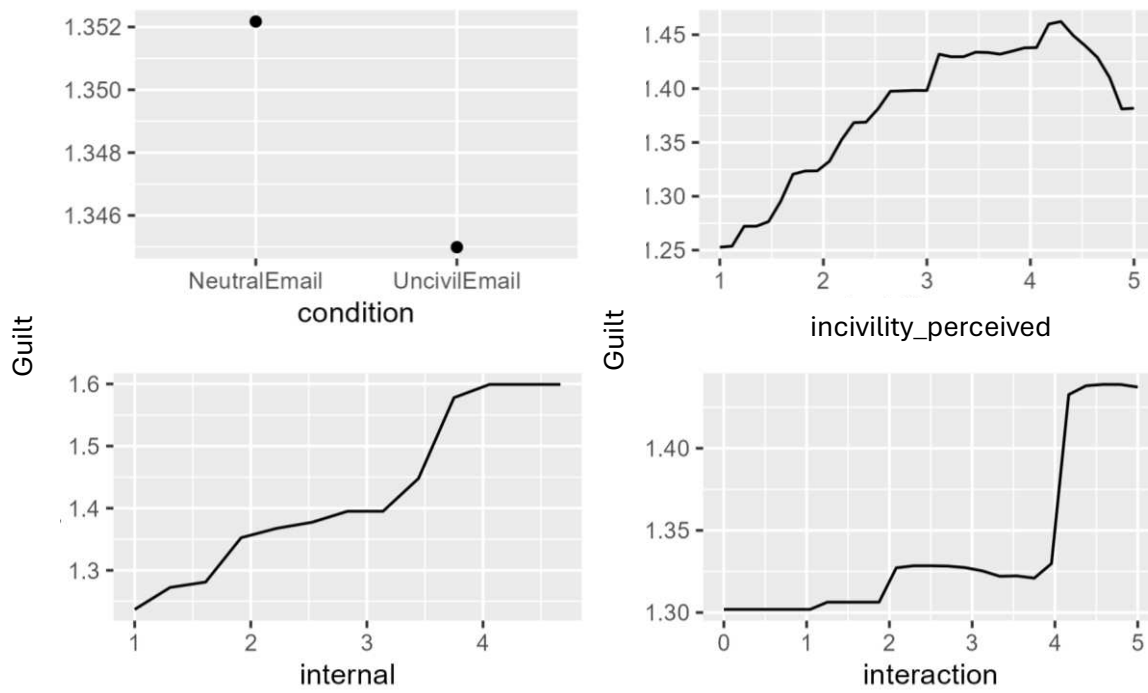 1.352
1.350
1.348
1.346
NeutralEmail UncivilEmail
condition
1.45
1.40
1.35
1.30
1.25
1 2 3 4 5
incivility_perceived
Guilt
Guilt
1.6
1.5
1.4
1.3
1 2 3 4
internal
1.40
1.35
1.30
0 1 2 3 4 5
interaction